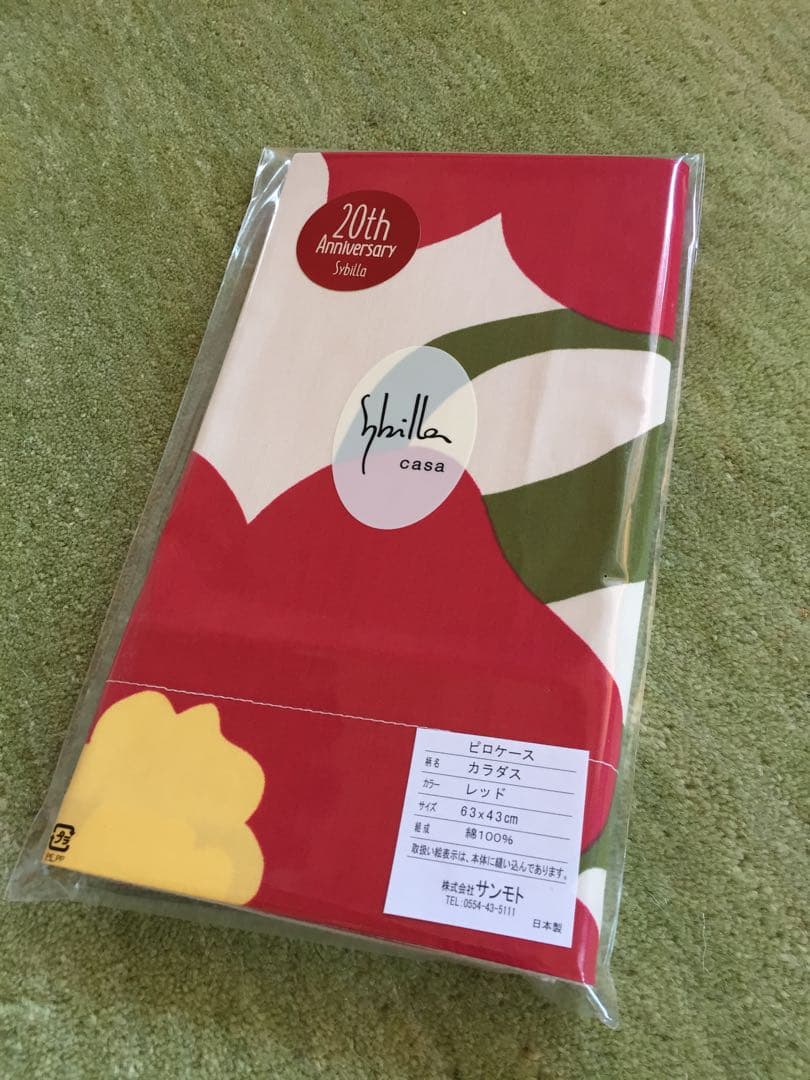 20th
Anniversary
Sybilla
Sybilla
casa
ピロケース
柄名 カラダス
カラー レッド
サイズ 63x43cm
組成 綿100%
取扱い絵表示は、本体に縫い込んであります。
株式会社サンモト
TEL:0554-43-5111
日本製
プラ
PE,PP